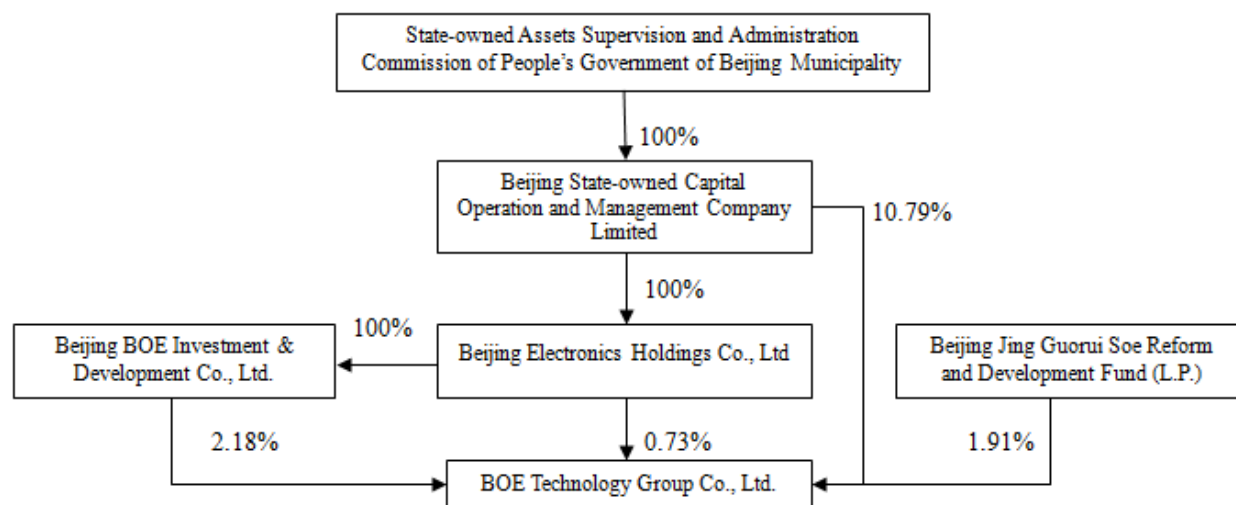 State-owned Assets Supervision and Administration
Commission of People's Government of Beijing Municipality
100%
Beijing State-owned Capital
Operation and Management Company
Limited
10.79%
100%
Beijing BOE Investment &
Development Co., Ltd.
100%
Beijing Electronics Holdings Co., Ltd
Beijing Jing Guorui Soe Reform
and Development Fund (L.P.)
2.18%
0.73%
1.91%
BOE Technology Group Co., Ltd.